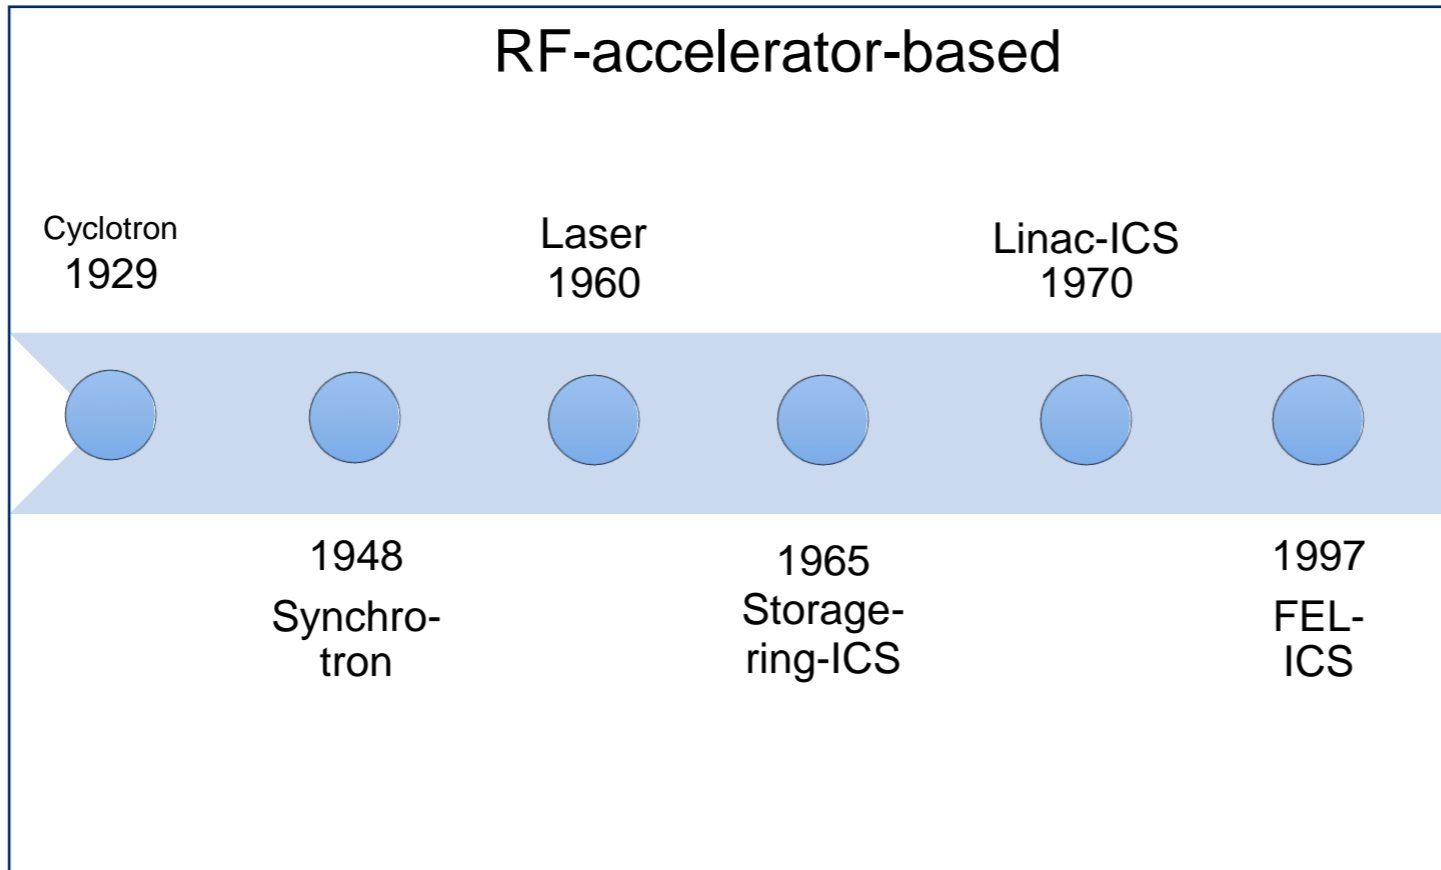 RF-accelerator-based
Cyclotron
1929
Laser
1960
Linac-ICS
1970
1948
Synchro-
tron
1965
Storage-
ring-ICS
1997
FEL-
ICS